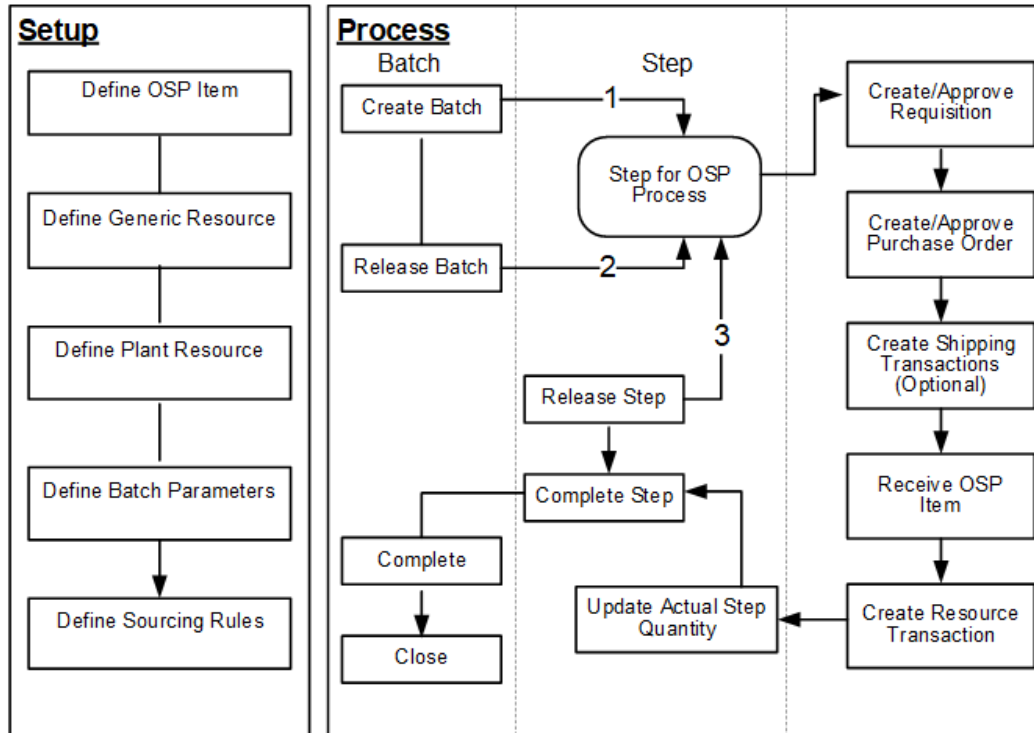 Setup
Define OSP Item
Define Generic Resource
Define Plant Resource
Define Batch Parameters
Define Sourcing Rules
Process
Batch
Step
Create Batch
1
Step for OSP
Process
Release Batch
2
3
Release Step
Complete Step
Complete
Close
Update Actual Step
Quantity
Create/Approve
Requisition
Create/Approve
Purchase Order
Create Shipping
Transactions
(Optional)
Receive OSP
Item
Create Resource
Transaction